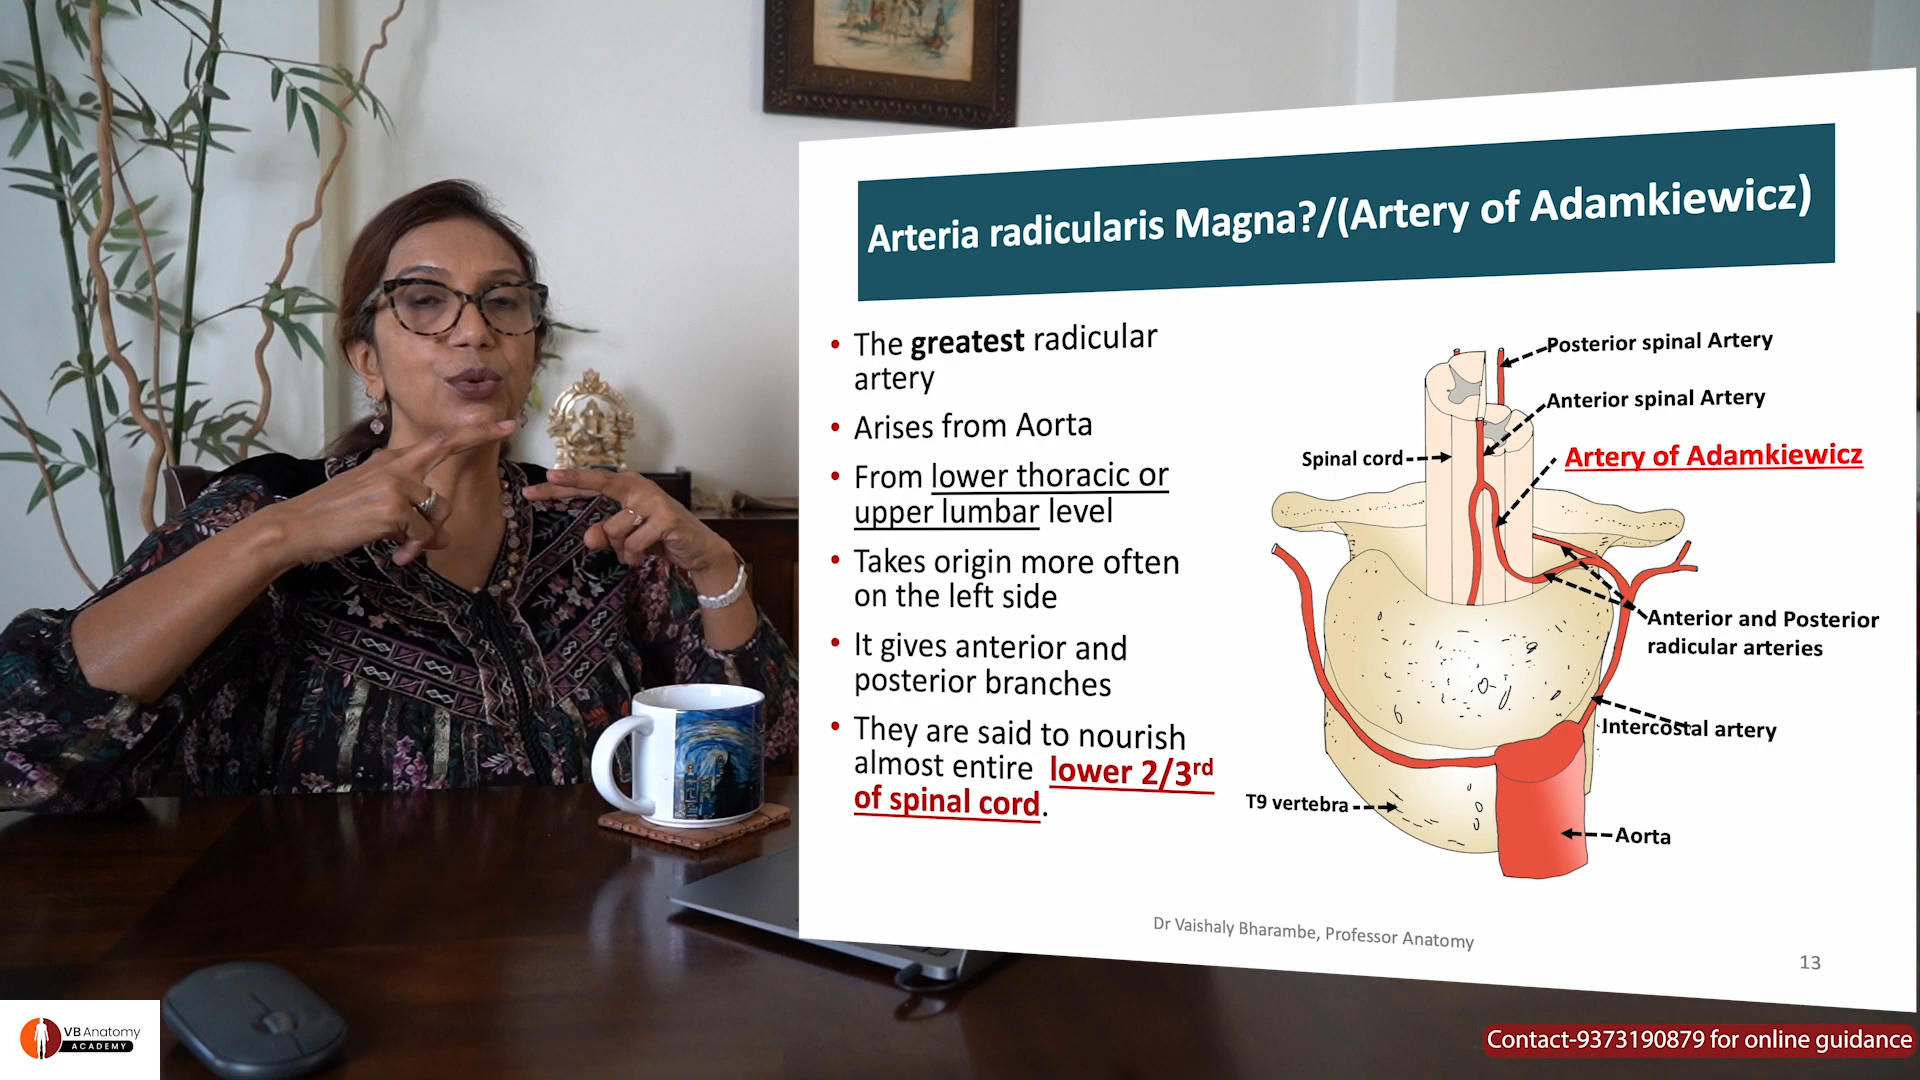 Arteria radicularis Magna?/(Artery of Adamkiewicz)
• The greatest radicular
artery
• Arises from Aorta
• From lower thoracic or
upper lumbar level
• Takes origin more often
on the left side
• It gives anterior and
posterior branches
• They are said to nourish
almost entire lower 2/3rd
of spinal cord.
Posterior spinal Artery
Anterior spinal Artery
Spinal cord
Artery of Adamkiewicz
Anterior and Posterior
radicular arteries
Intercostal artery
T9 vertebra
Aorta
Dr Vaishaly Bharambe, Professor Anatomy
13
VB Anatomy
ACADEMY
Contact-9373190879 for online guidance